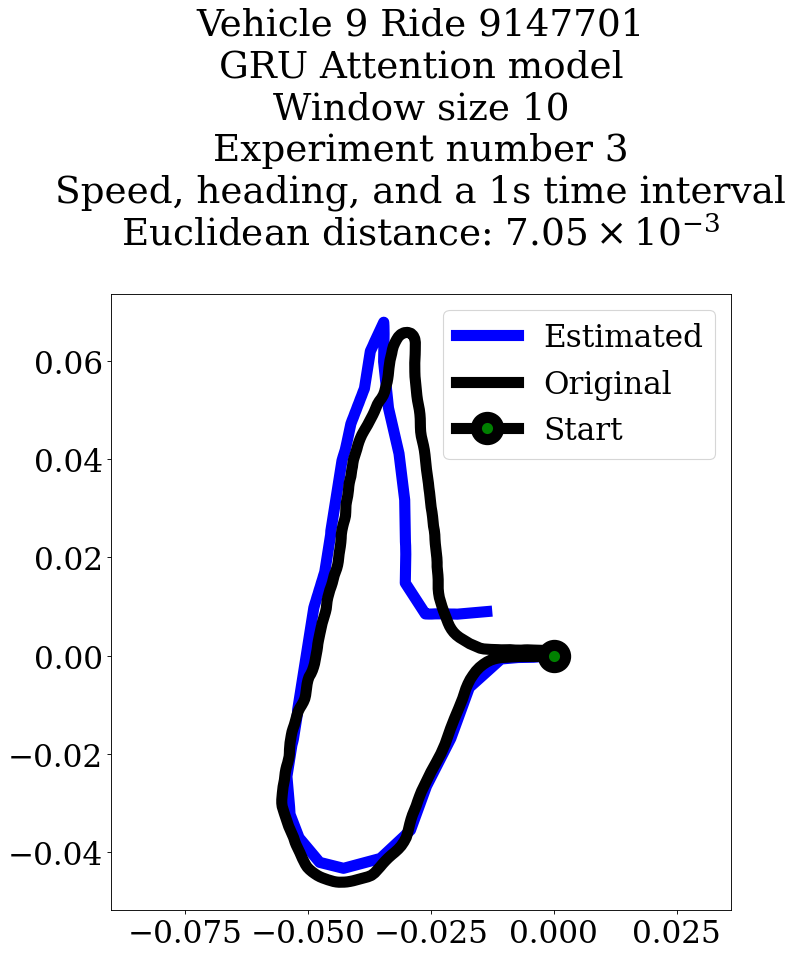 Vehicle 9 Ride 9147701
GRU Attention model
Window size 10
Experiment number 3
Speed, heading, and a 1s time interval
Euclidean distance: 7.05 × 10⁻³
Estimated
Original
Start
0.06
0.04
0.02
0.00
−0.02
−0.04
−0.075 −0.050 −0.025 0.000 0.025